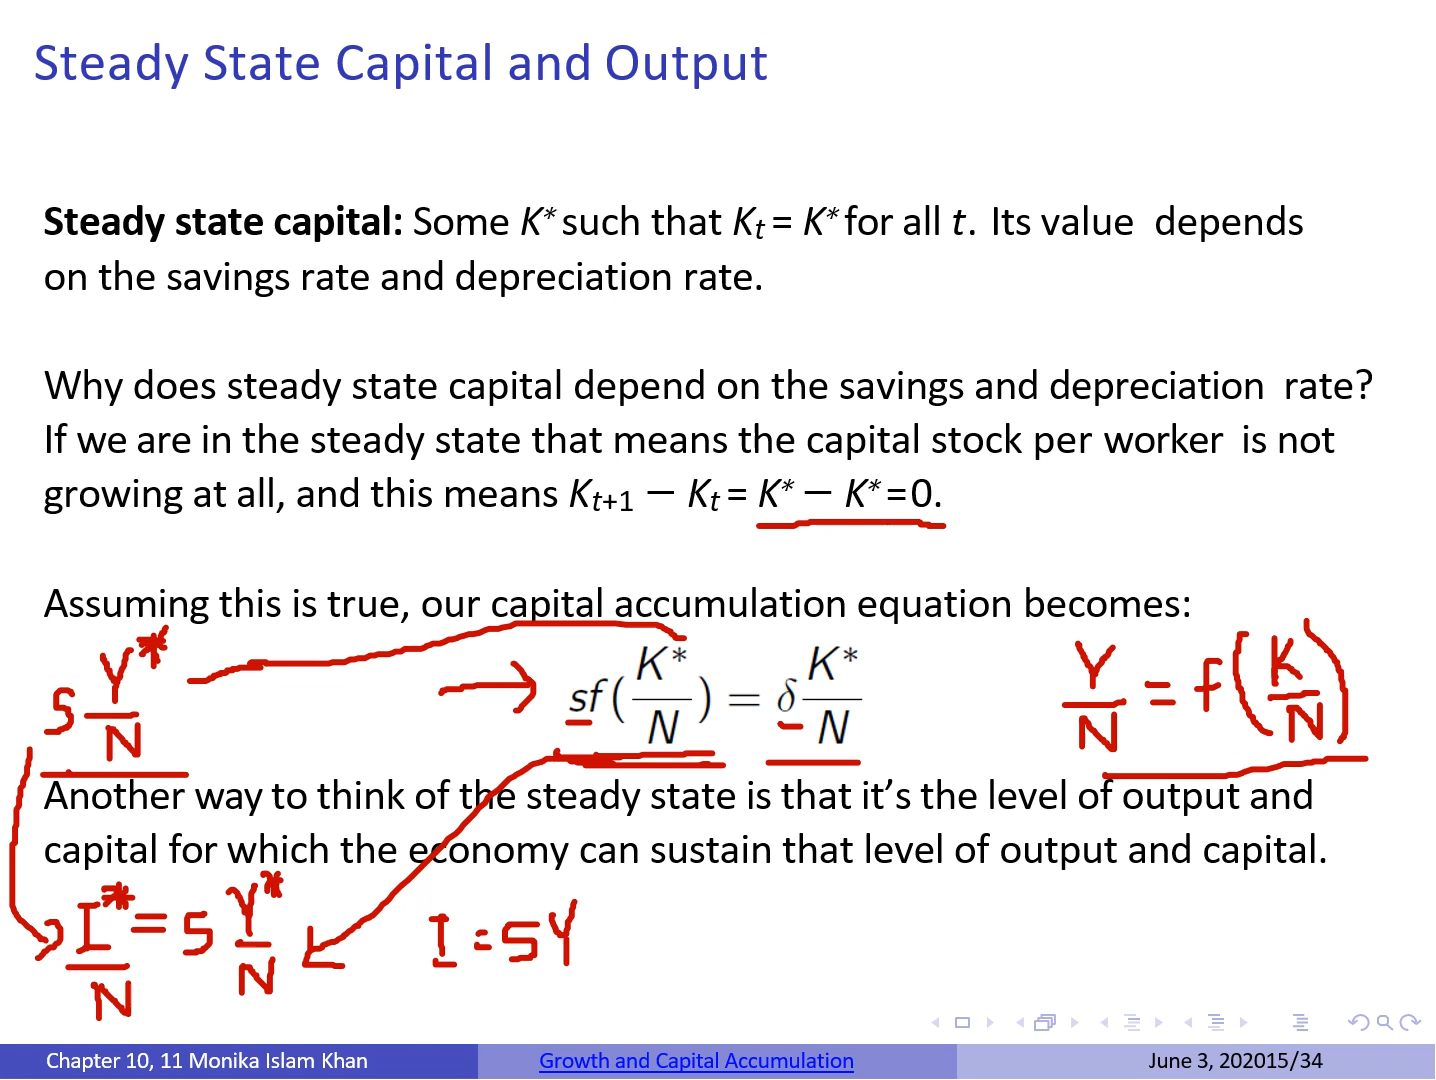 Steady State Capital and Output
Steady state capital: Some K* such that Kt = K* for all t. Its value depends
on the savings rate and depreciation rate.
Why does steady state capital depend on the savings and depreciation rate?
If we are in the steady state that means the capital stock per worker is not
growing at all, and this means Kt+1 − Kt = K* − K* =0.
Assuming this is true, our capital accumulation equation becomes:
s Y*/N → sf(K*/N) = δ K*/N Y/N = f(K/N)
Another way to think of the steady state is that it’s the level of output and
capital for which the economy can sustain that level of output and capital.
I*/N = s Y*/N I = sY
Chapter 10, 11 Monika Islam Khan Growth and Capital Accumulation June 3, 202015/34